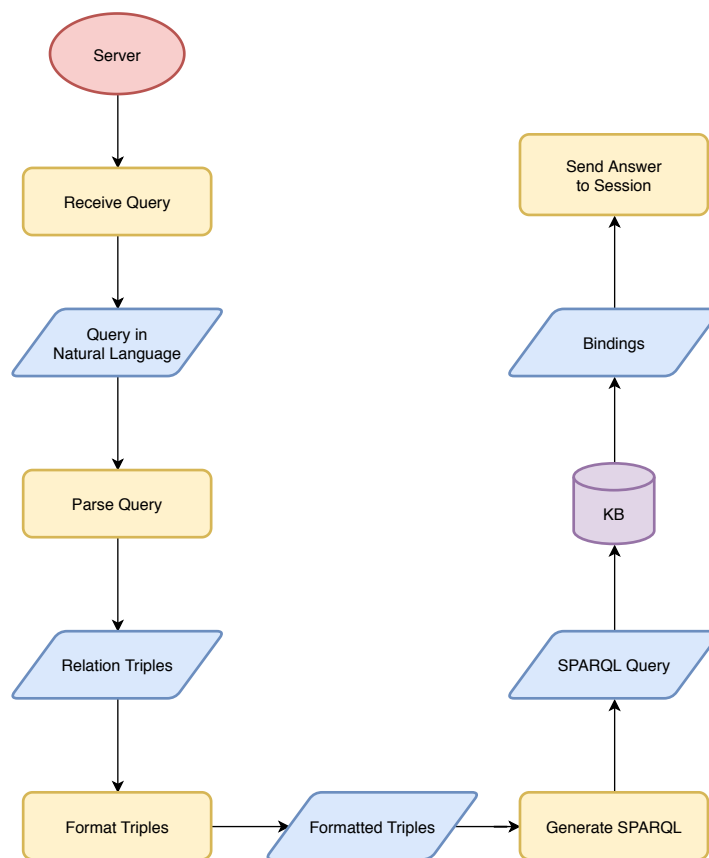 Server
Receive Query
Query in
Natural Language
Parse Query
Relation Triples
Format Triples
Formatted Triples
Generate SPARQL
SPARQL Query
KB
Bindings
Send Answer
to Session